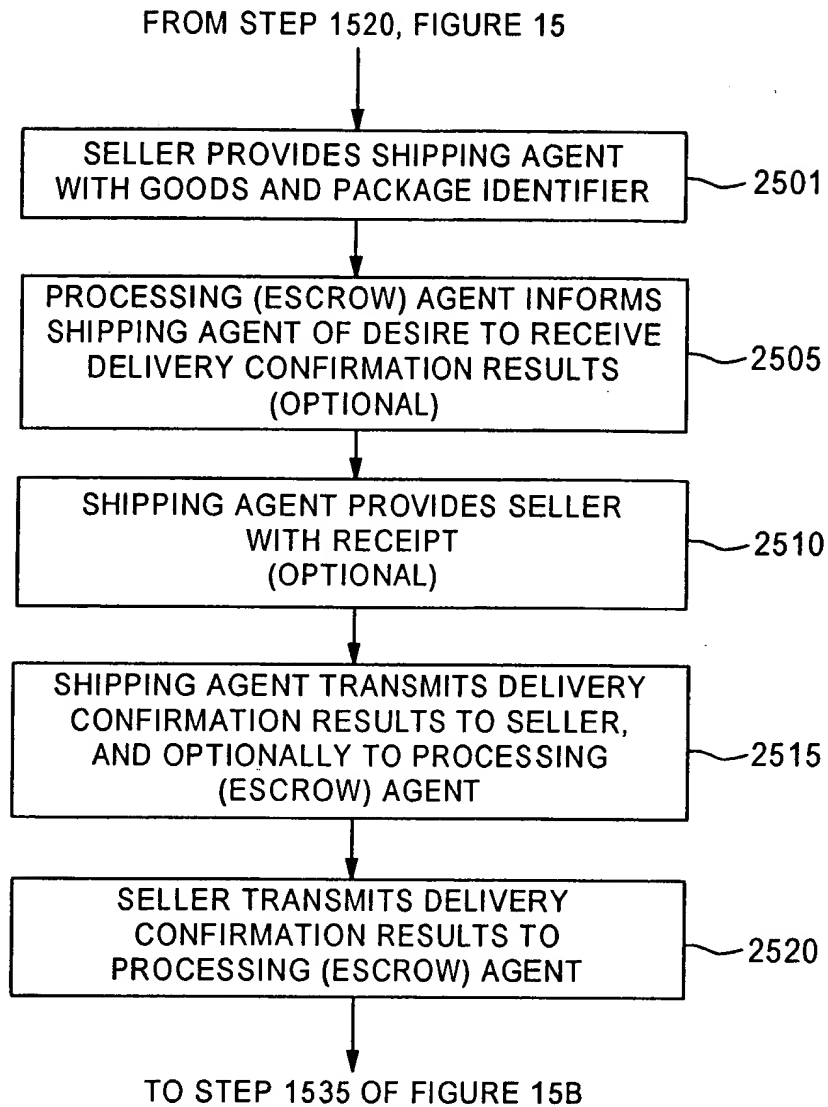 FROM STEP 1520, FIGURE 15
SELLER PROVIDES SHIPPING AGENT
WITH GOODS AND PACKAGE IDENTIFIER
2501
PROCESSING (ESCROW) AGENT INFORMS
SHIPPING AGENT OF DESIRE TO RECEIVE
DELIVERY CONFIRMATION RESULTS
(OPTIONAL)
2505
SHIPPING AGENT PROVIDES SELLER
WITH RECEIPT
(OPTIONAL)
2510
SHIPPING AGENT TRANSMITS DELIVERY
CONFIRMATION RESULTS TO SELLER,
AND OPTIONALLY TO PROCESSING
(ESCROW) AGENT
2515
SELLER TRANSMITS DELIVERY
CONFIRMATION RESULTS TO
PROCESSING (ESCROW) AGENT
2520
TO STEP 1535 OF FIGURE 15B